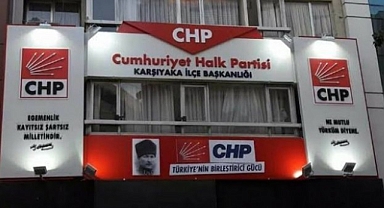 CHP
Cumhuriyet Halk Partisi
KARŞIYAKA İLÇE BAŞKANLIĞI
CHP
EGEMENLİK
KAYITSIZ ŞARTSIZ
MİLLETİNDİR.
CHP
NE MUTLU
TÜRKÜM DİYENE.
CHP
TÜRKİYE'NİN BİRLEŞTİRİCİ GÜCÜ